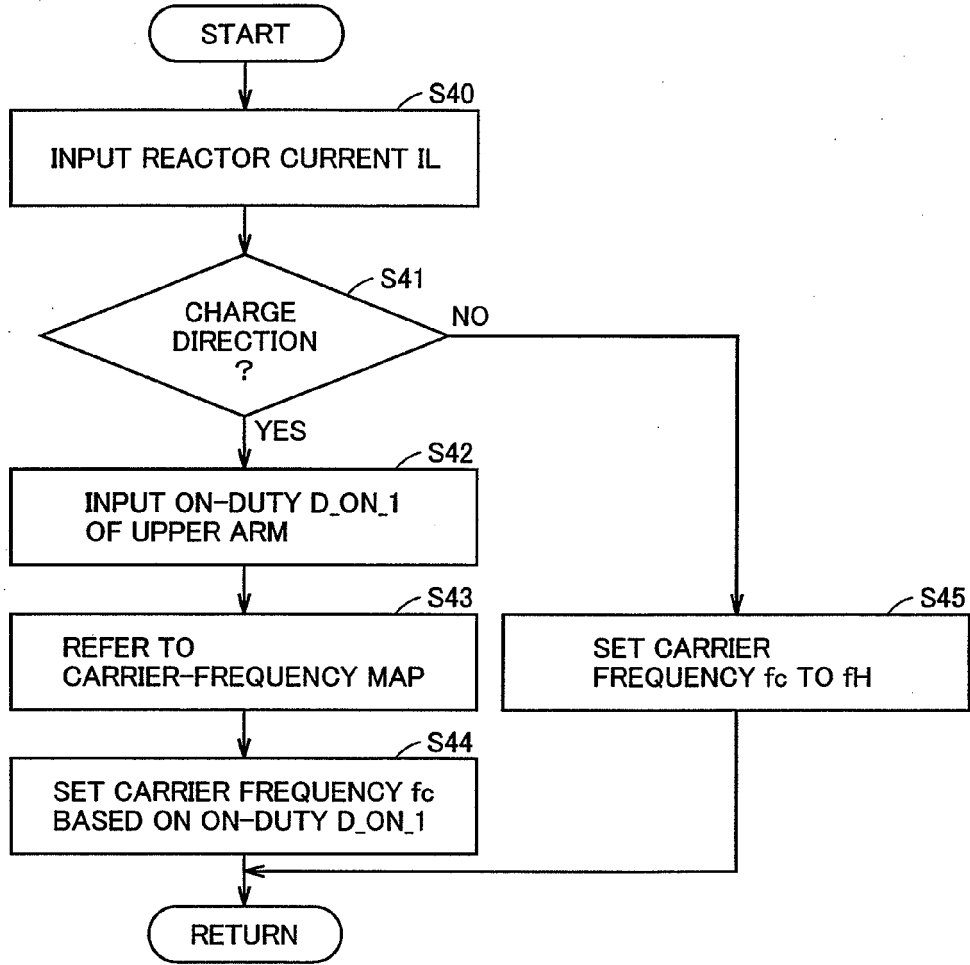 START
S40
INPUT REACTOR CURRENT IL
S41
CHARGE
DIRECTION
?
NO
YES
S42
INPUT ON-DUTY D_ON_1
OF UPPER ARM
S43
REFER TO
CARRIER-FREQUENCY MAP
S45
SET CARRIER
FREQUENCY fc TO fH
S44
SET CARRIER FREQUENCY fc
BASED ON ON-DUTY D_ON_1
RETURN